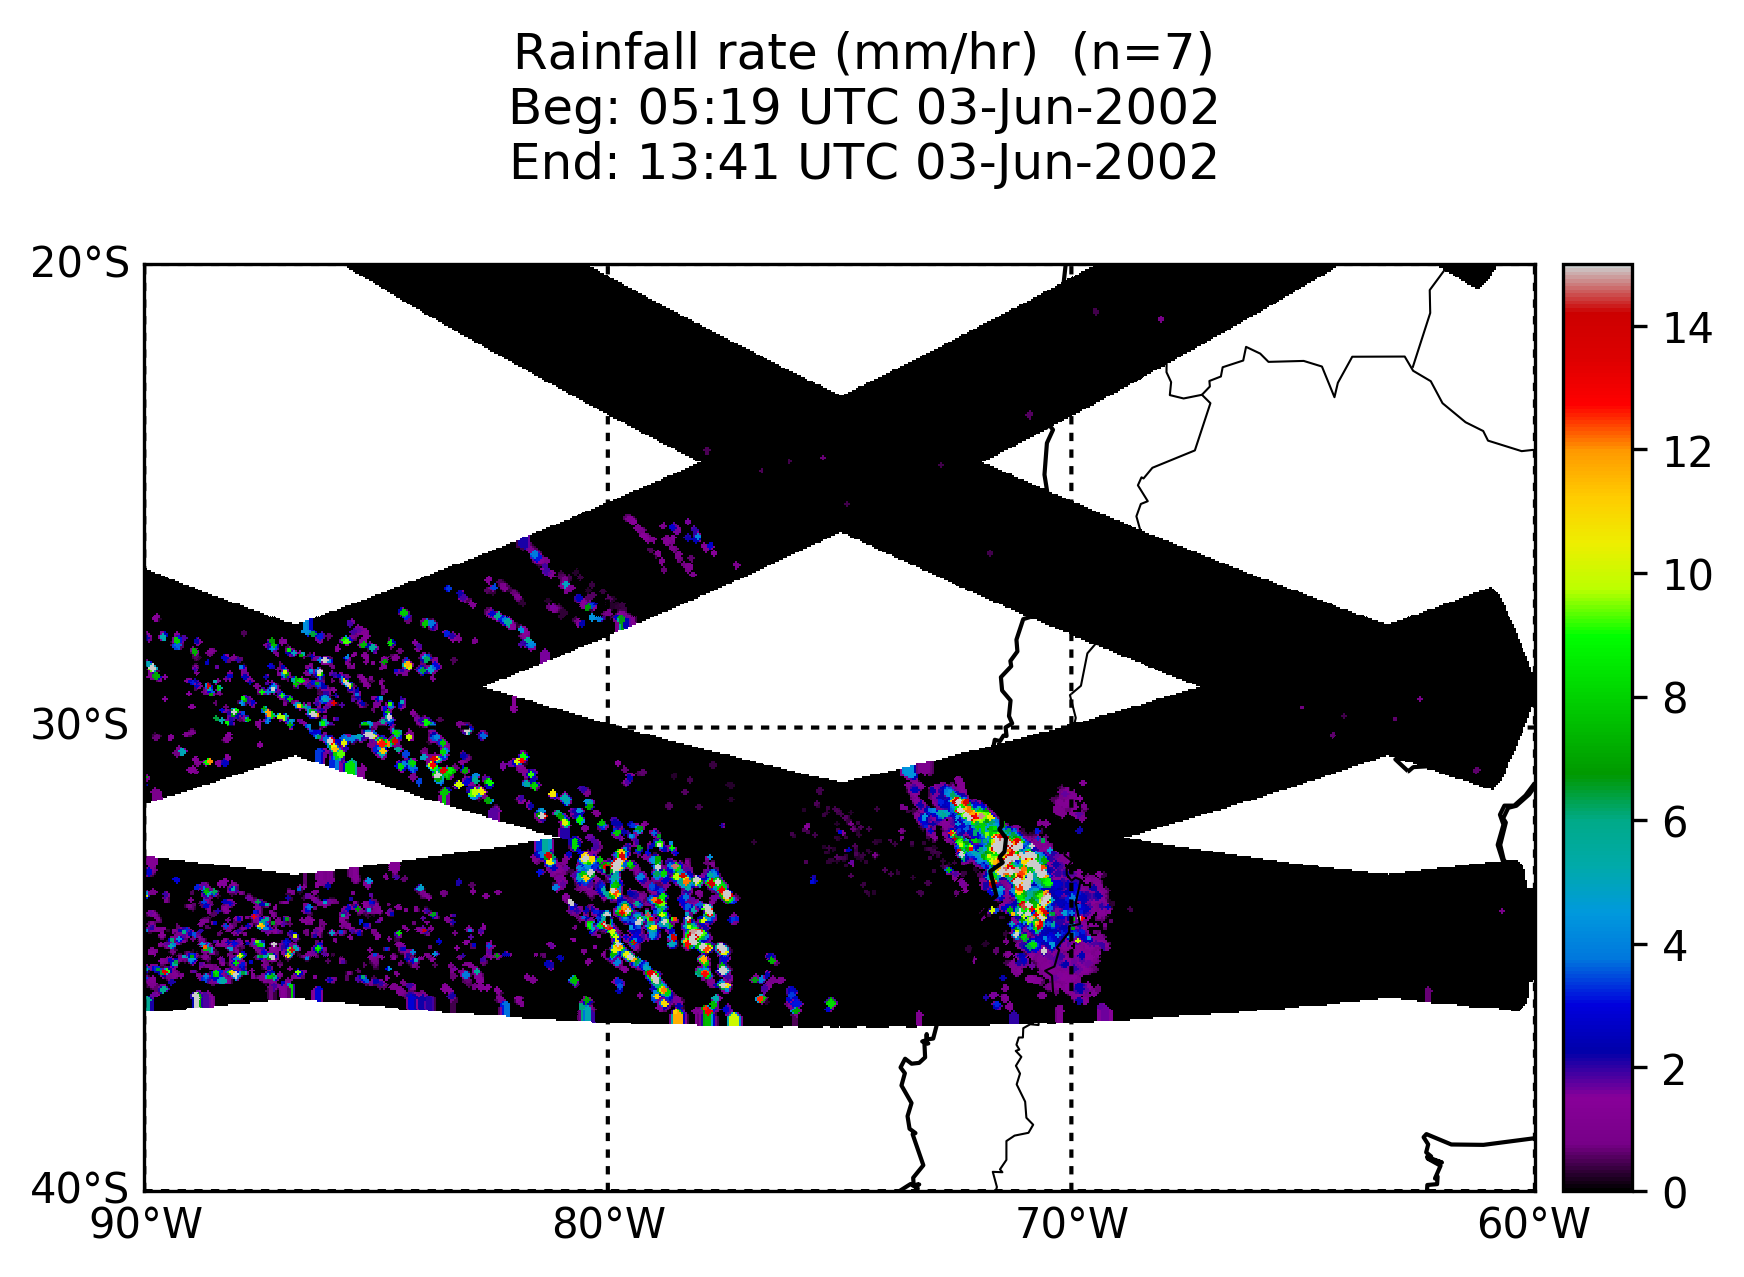 Rainfall rate (mm/hr)  (n=7)
Beg: 05:19 UTC 03-Jun-2002
End: 13:41 UTC 03-Jun-2002
20°S
30°S
40°S
90°W
80°W
70°W
60°W
14
12
10
8
6
4
2
0